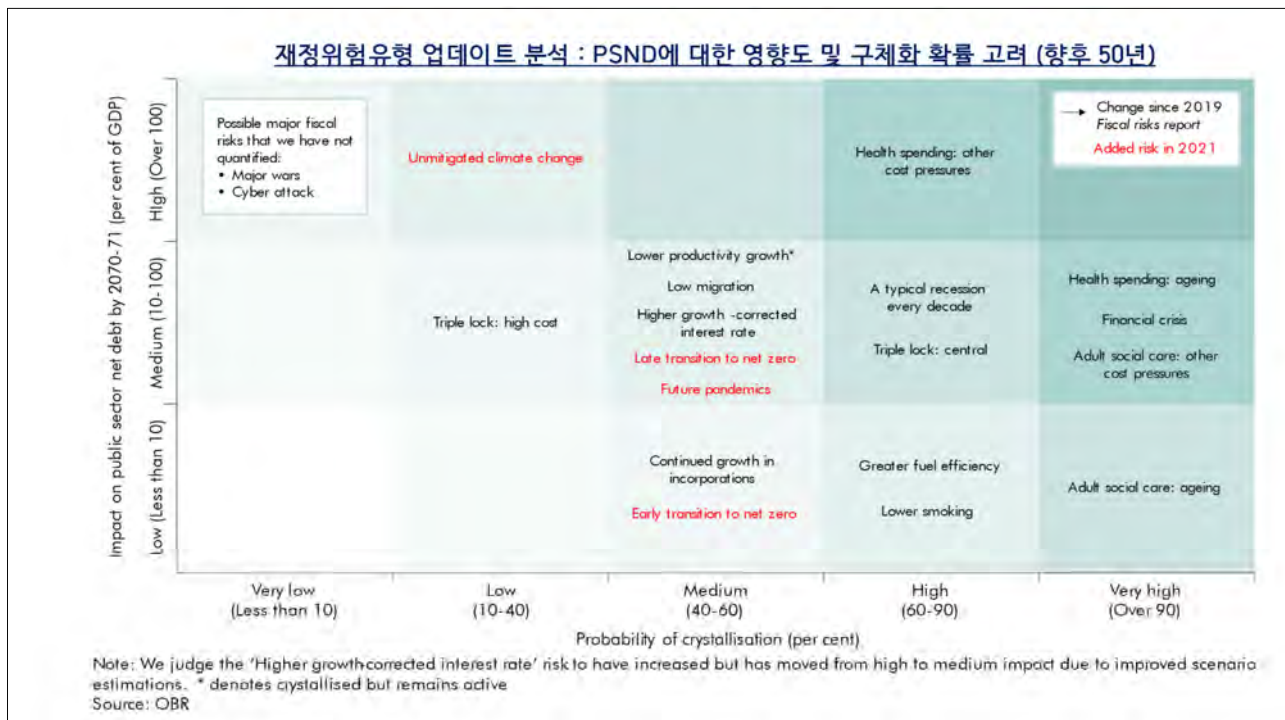 재정위험유형 업데이트 분석 : PSND에 대한 영향도 및 구체화 확률 고려 (향후 50년)
Impact on public sector net debt by 2070-71 (per cent of GDP)
High (Over 100)
Possible major fiscal
risks that we have not
quantified:
• Major wars
• Cyber attack
Unmitigated climate change
Health spending: other
cost pressures
Change since 2019
Fiscal risks report
Added risk in 2021
Medium (10-100)
Triple lock: high cost
Lower productivity growth*
Low migration
Higher growth -corrected
interest rate
Late transition to net zero
Future pandemics
A typical recession
every decade
Triple lock: central
Health spending: ageing
Financial crisis
Adult social care: other
cost pressures
Low (Less than 10)
Continued growth in
incorporations
Early transition to net zero
Greater fuel efficiency
Lower smoking
Adult social care: ageing
Very low
(Less than 10)
Low
(10-40)
Medium
(40-60)
High
(60-90)
Very high
(Over 90)
Probability of crystallisation (per cent)
Note: We judge the 'Higher growth-corrected interest rate' risk to have increased but has moved from high to medium impact due to improved scenario
estimations. * denotes crystallised but remains active
Source: OBR